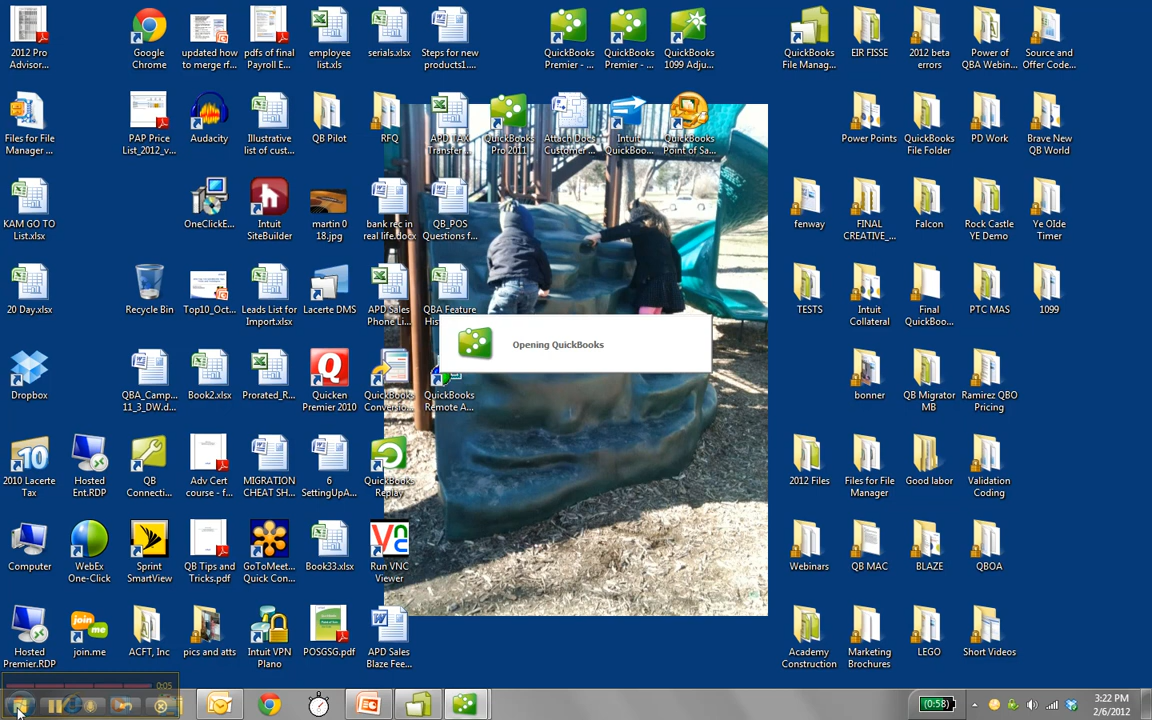 2012 Pro
Advisor...
Google
Chrome
updated how
to merge rf...
pdfs of final
Payroll E...
employee
list.xls
serials.xlsx
Steps for new
products1....
QuickBooks
Premier - ...
QuickBooks
Premier - ...
QuickBooks
1099 Adju...
QuickBooks
File Manag...
EIR FISSE
2012 beta
errors
Power of
QBA Webin...
Source and
Offer Code...
Files for File
Manager ...
PAP Price
List_2012_v...
Audacity
Illustrative
list of cust...
QB Pilot
RFQ
APD TAX
Transfer...
QuickBooks
Pro 2011
Attach Docs
Customer ...
Intuit
QuickBoo...
QuickBooks
Point of Sa...
Power Points
QuickBooks
File Folder
PD Work
Brave New
QB World
KAM GO TO
List.xlsx
OneClickE...
Intuit
SiteBuilder
martin 0
18.jpg
bank rec in
real life.docx
QB_POS
Questions f...
fenway
FINAL
CREATIVE_...
Falcon
Rock Castle
YE Demo
Ye OIde
Timer
20 Day.xlsx
Recycle Bin
Top10_Oct...
Leads List for
Import.xlsx
Lacerte DMS
APD Sales
Phone Li...
QBA Feature
His
TESTS
Intuit
Collateral
Final
QuickBoo...
PTC MAS
1099
Opening QuickBooks
Dropbox
QBA_Camp...
11_3_DW.d...
Book2.xlsx
Prorated_R...
Quicken
Premier 2010
QuickBooks
Conversio...
QuickBooks
Remote A...
bonner
QB Migrator
MB
Ramirez QBO
Pricing
10
2010 Lacerte
Tax
Hosted
Ent.RDP
QB
Connecti...
Adv Cert
course - f...
MIGRATION
CHEAT SH...
6
SettingUpA...
QuickBooks
Replay
2012 Files
Files for File
Manager
Good labor
Validation
Coding
Computer
WebEx
One-Click
Sprint
SmartView
QB Tips and
Tricks.pdf
GoToMeet...
Quick Con...
Book33.xlsx
Run VNC
Viewer
Webinars
QB MAC
BLAZE
QBOA
join
me
Hosted
Premier.RDP
join.me
ACFT, Inc
pics and atts
Intuit VPN
Plano
POSGSG.pdf
APD Sales
Blaze Fee...
Academy
Construction
Marketing
Brochures
LEGO
Short Videos
0:05
(0:58)
3:22 PM
2/6/2012